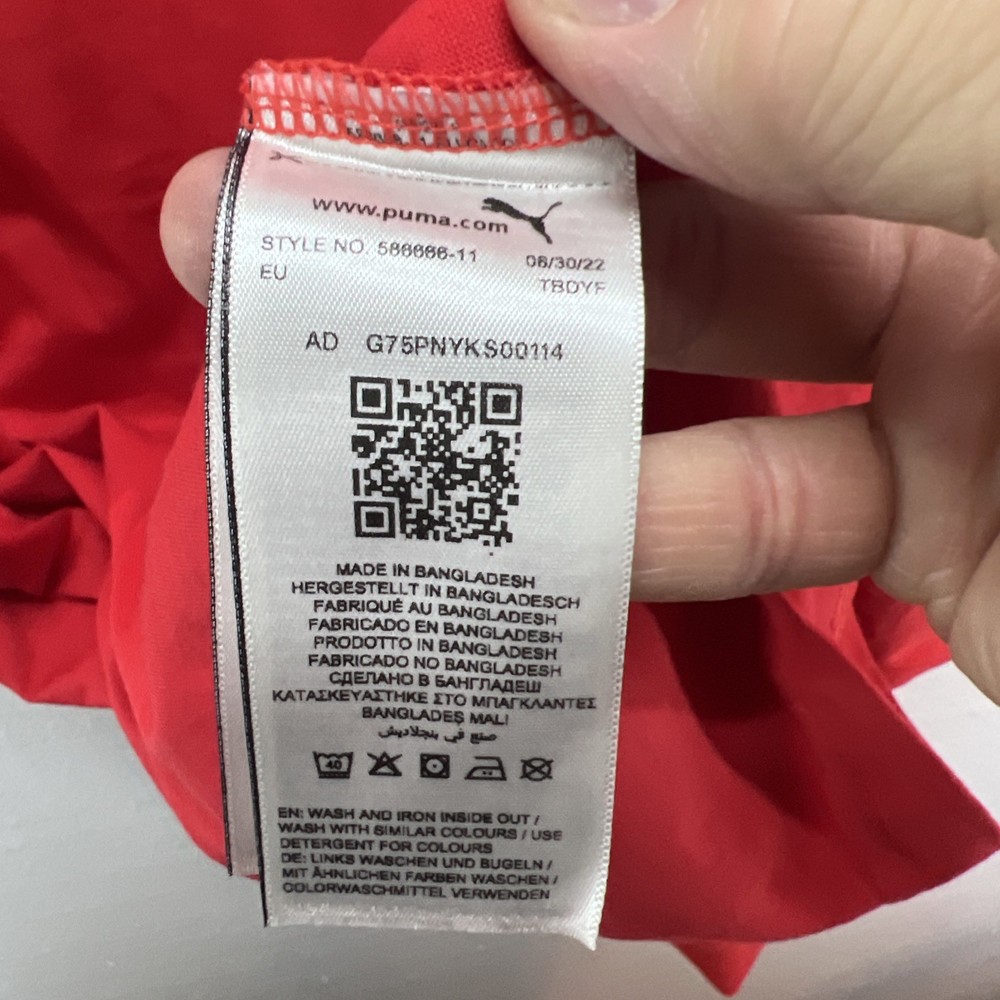 www.puma.com
STYLE NO. 586666-11 06/30/22
EU TBDYF
AD G75PNYKS00114
MADE IN BANGLADESH
HERGESTELLT IN BANGLADESCH
FABRIQUÉ AU BANGLADESH
FABRICADO EN BANGLADESH
PRODOTTO IN BANGLADESH
FABRICADO NO BANGLADESH
СДЕЛАНО В БАНГЛАДЕШ
ΚΑΤΑΣΚΕΥΑΣΤΗΚΕ ΣΤΟ ΜΠΑΓΚΛΑΝΤΕΣ
BANGLADEŞ MALI
صنع في بنجلاديش
40
EN: WASH AND IRON INSIDE OUT /
WASH WITH SIMILAR COLOURS / USE
DETERGENT FOR COLOURS
DE: LINKS WASCHEN UND BUGELN /
MIT ÄHNLICHEN FARBEN WASCHEN /
COLORWASCHMITTEL VERWENDEN